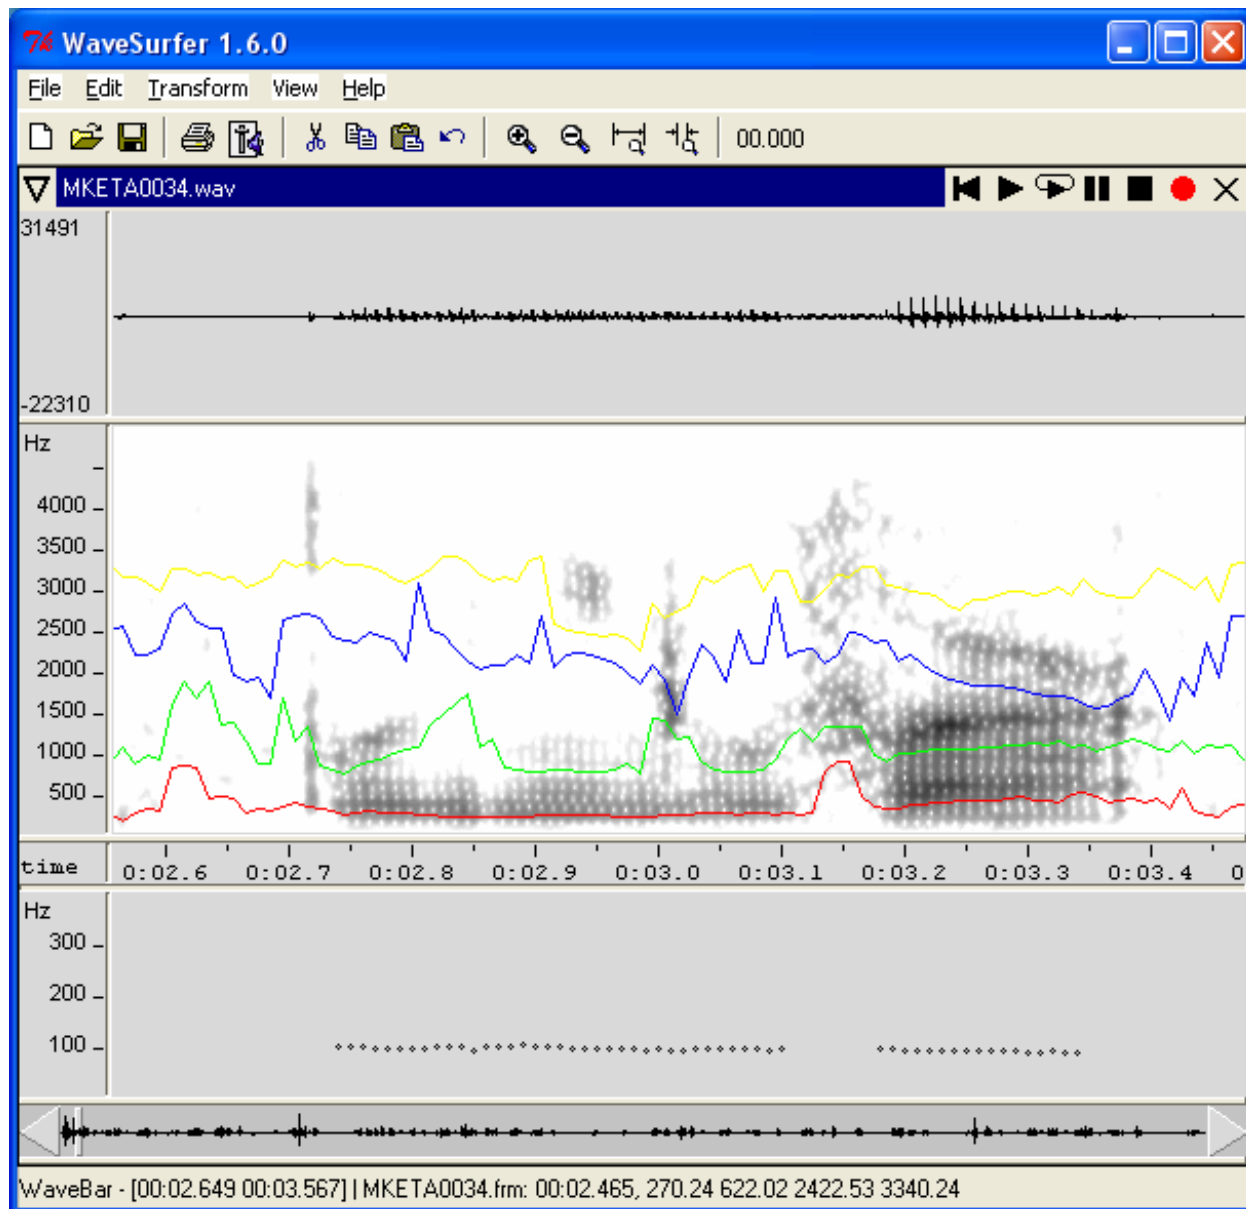 WaveSurfer 1.6.0
File Edit Transform View Help
00.000
MKETA0034.wav
31491
-22310
Hz
4000
3500
3000
2500
2000
1500
1000
500
time 0:02.6 0:02.7 0:02.8 0:02.9 0:03.0 0:03.1 0:03.2 0:03.3 0:03.4 0
Hz
300
200
100
WaveBar - [00:02.649 00:03.567] | MKETA0034.frm: 00:02.465, 270.24 622.02 2422.53 3340.24